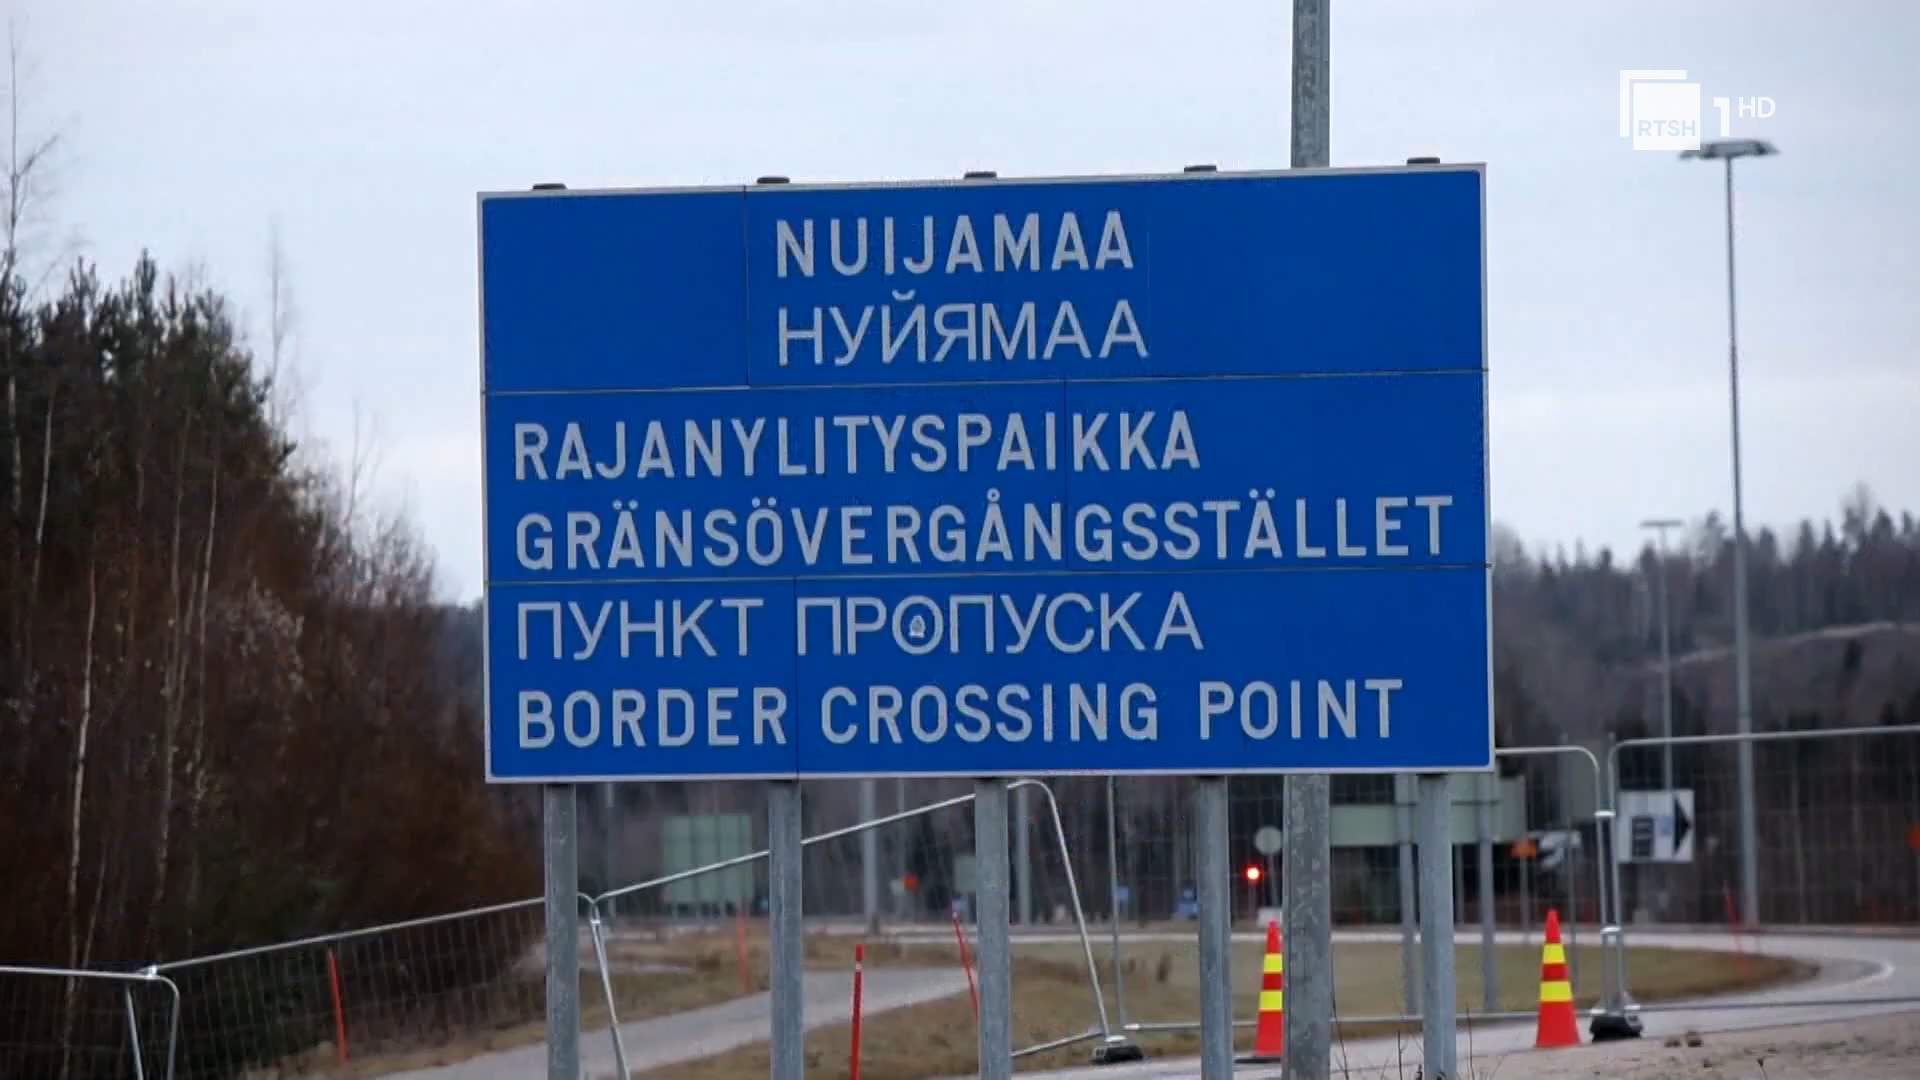 RTSH 1 HD
NUIJAMAA
НУЙЯМАА
RAJANYLITYSPAIKKA
GRÄNSÖVERGÅNGSSTÄLLET
ПУНКТ ПРОПУСКА
BORDER CROSSING POINT